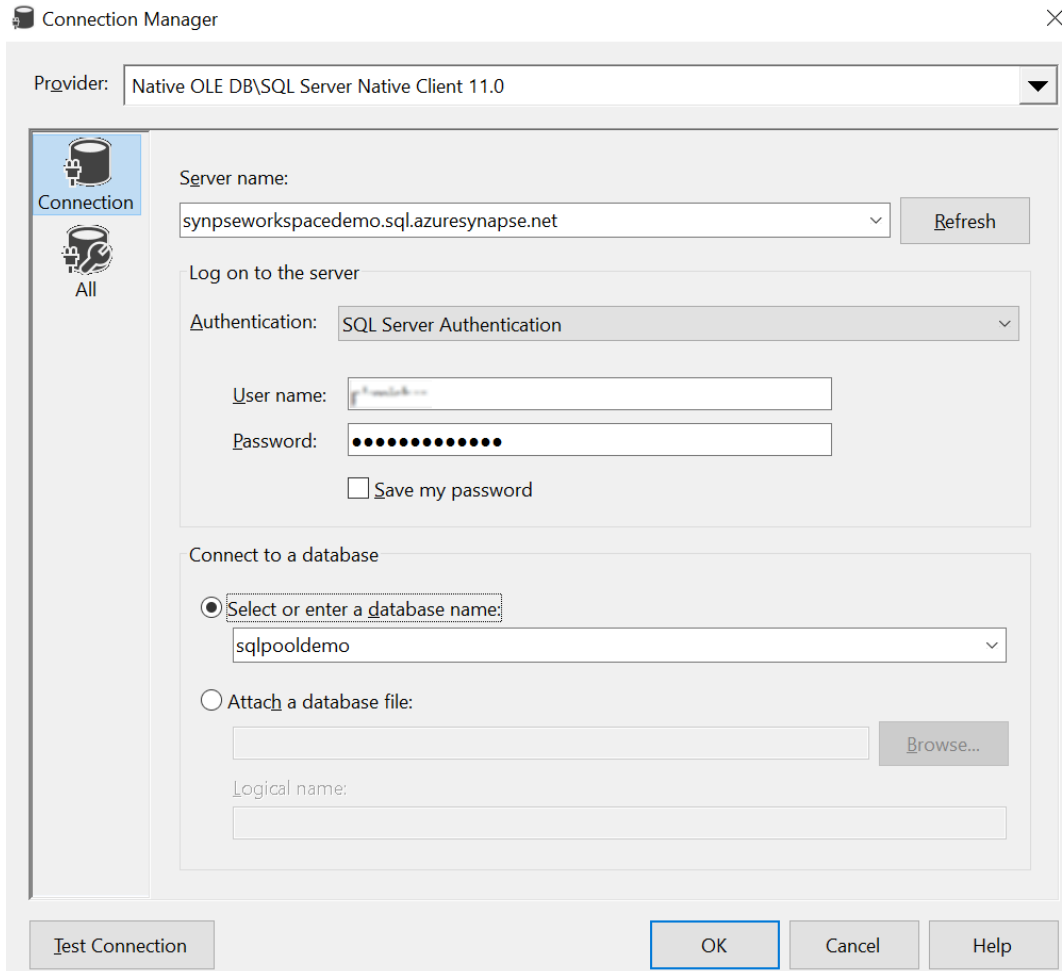 Connection Manager
Provider: Native OLE DB\SQL Server Native Client 11.0
Connection
All
Server name:
synpseworkspacedemo.sql.azuresynapse.net Refresh
Log on to the server
Authentication: SQL Server Authentication
User name:
Password: ●●●●●●●●●●●●●
Save my password
Connect to a database
Select or enter a database name:
sqlpooldemo
Attach a database file:
Browse...
Logical name:
Test Connection OK Cancel Help